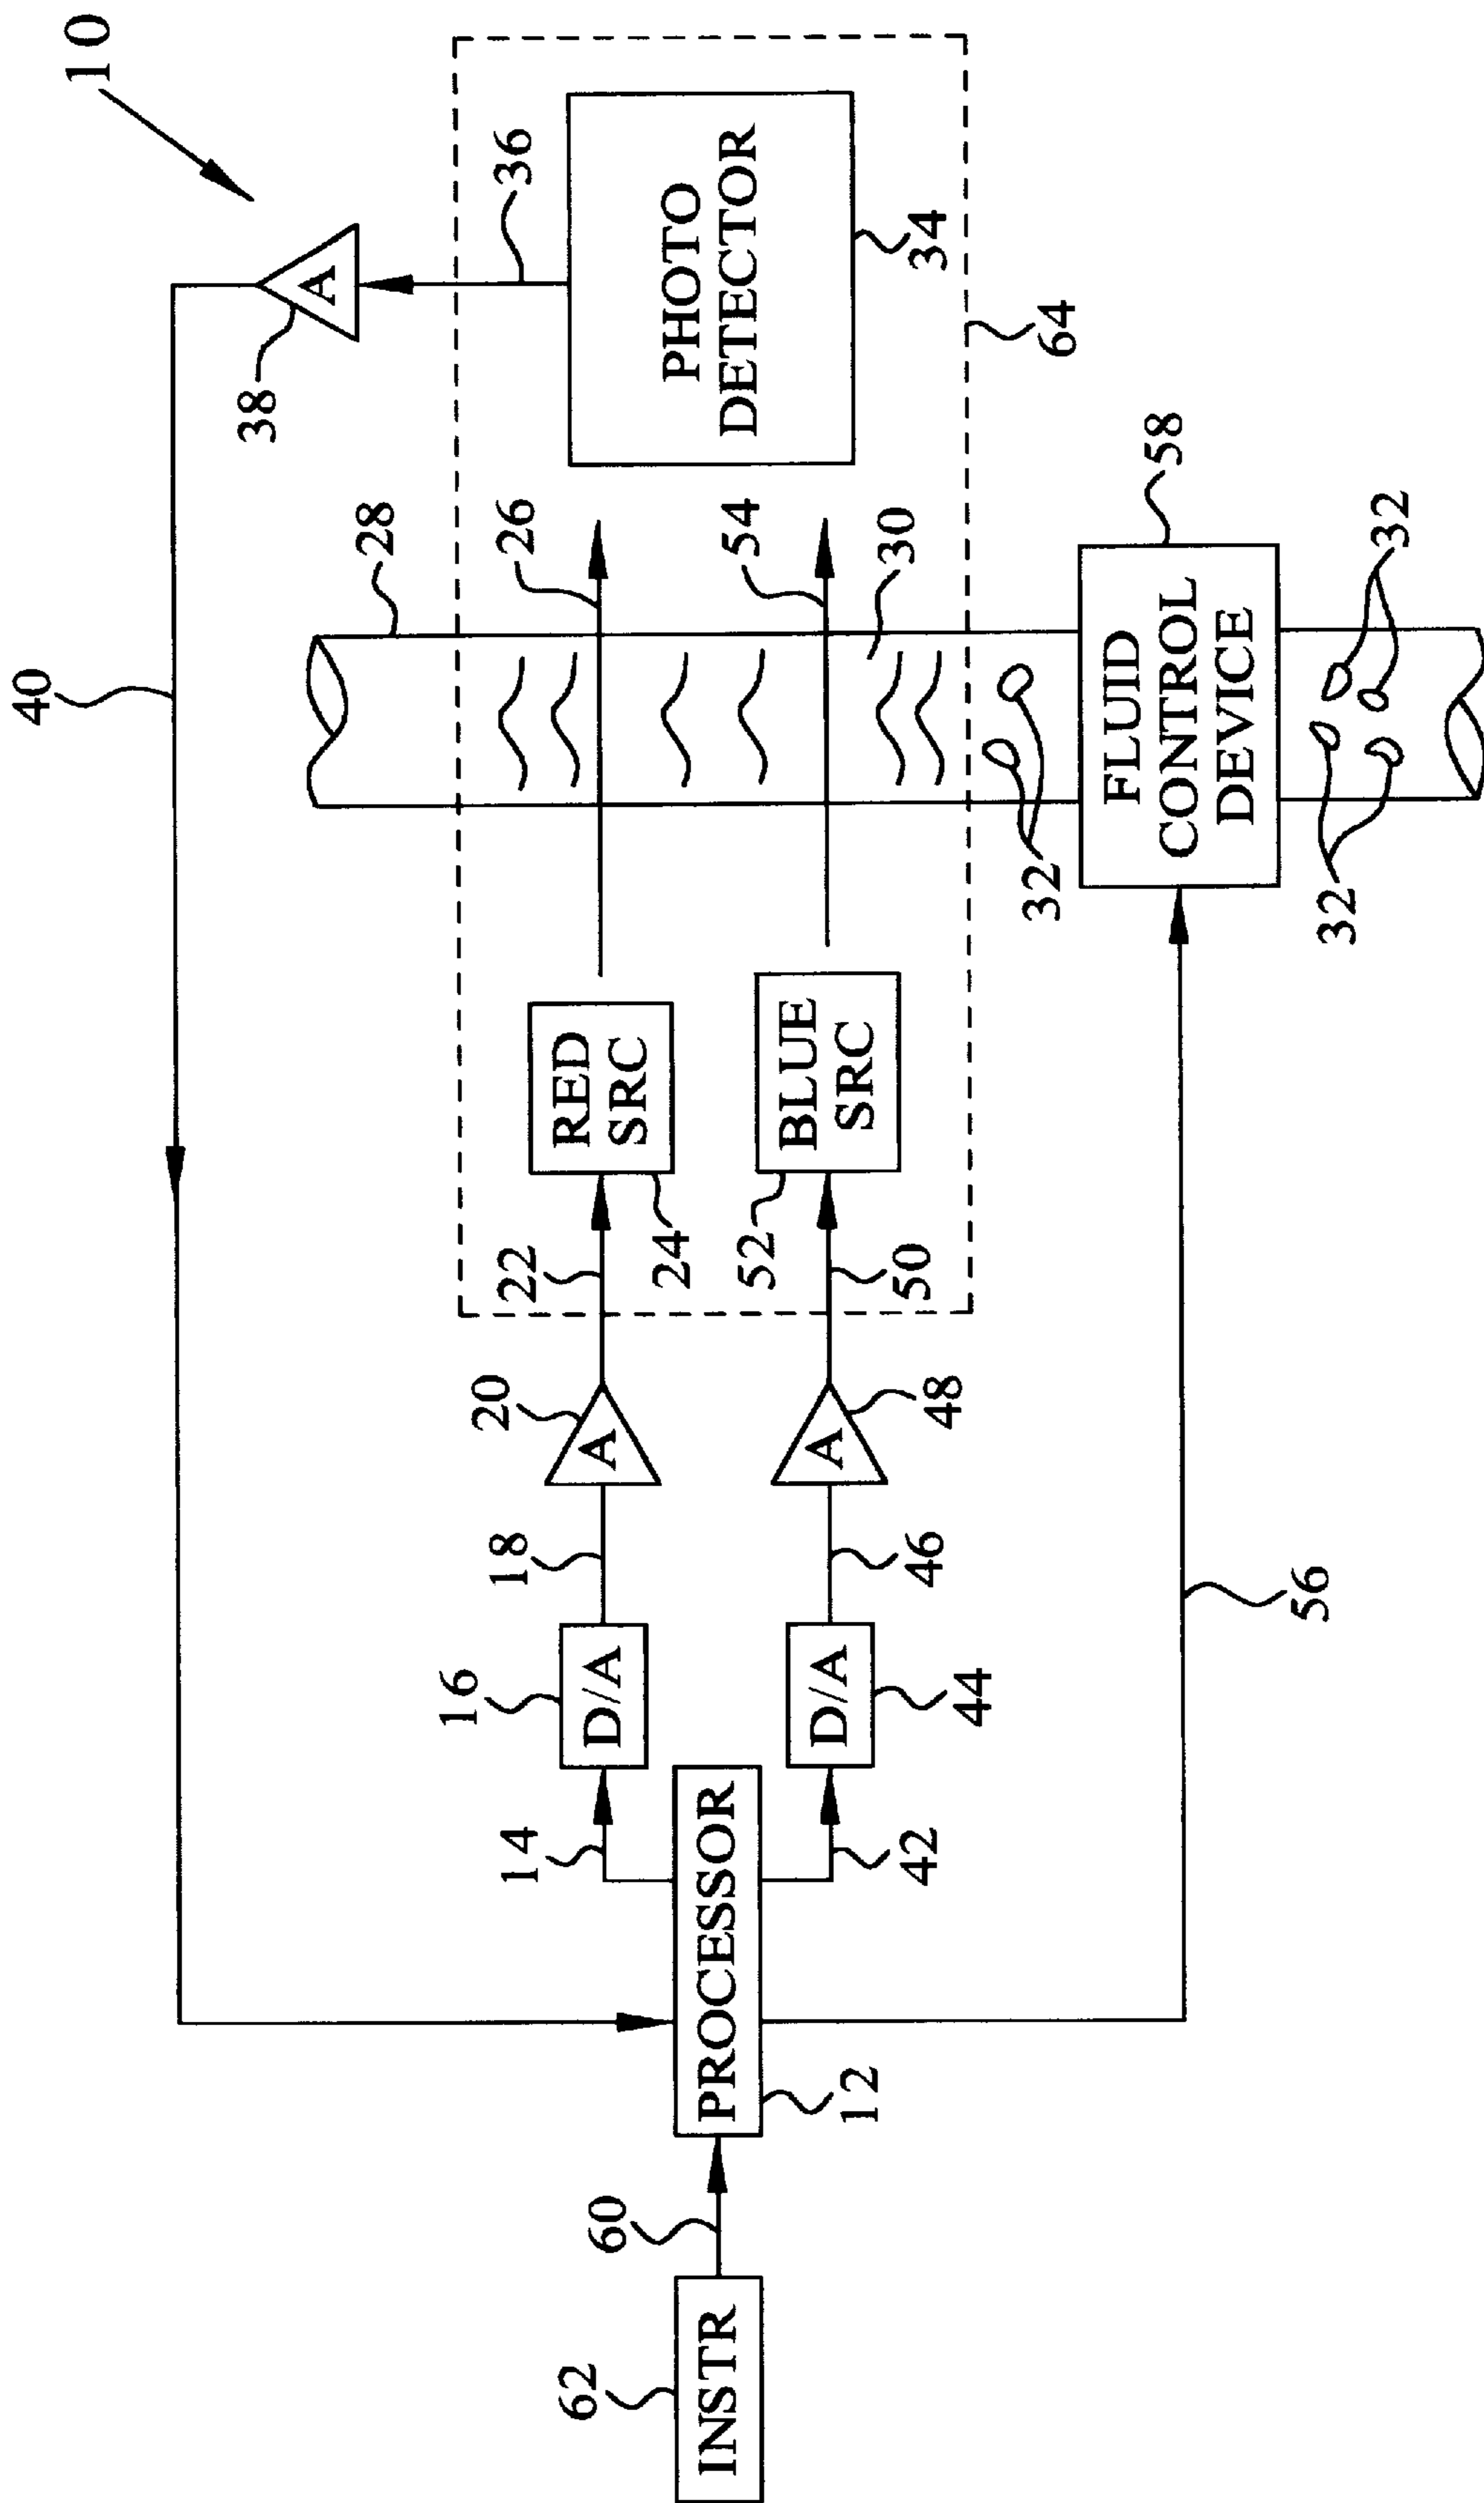 10
40
38
A
36
28
26
PHOTO
DETECTOR
34
64
54
30
RED
SRC
24
22
BLUE
SRC
52
50
20
A
18
48
A
46
16
D/A
14
44
D/A
42
PROCESSOR
12
60
62
INSTR
56
32
FLUID
CONTROL
DEVICE
58
32
32